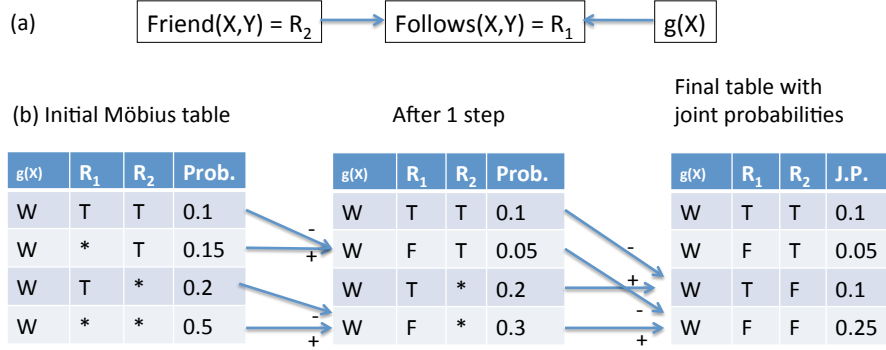 (a) Friend(X,Y) = R2 Follows(X,Y) = R1 g(X)
(b) Initial Möbius table After 1 step Final table with joint probabilities
g(X) R1 R2 Prob. g(X) R1 R2 Prob. g(X) R1 R2 J.P.
W T T 0.1 W T T 0.1 W T T 0.1
- -
W * T 0.15 + W F T 0.05 W F T 0.05
W T * 0.2 W T * 0.2 + W T F 0.1
- -
W * * 0.5 + W F * 0.3 + W F F 0.25